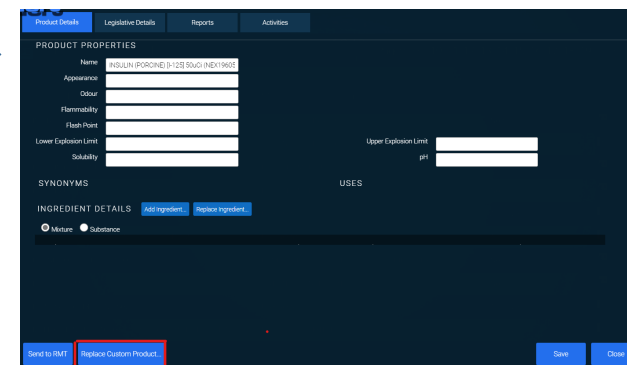 Product Details Legislative Details Reports Activities
PRODUCT PROPERTIES
Name INSULIN (PORCINE) [I-125] 50uCi (NEX19605
Appearance
Odour
Flammability
Flash Point
Lower Explosion Limit Upper Explosion Limit
Solubility pH
SYNONYMS USES
INGREDIENT DETAILS Add Ingredient... Replace Ingredient...
Mixture Substance
Send to RMT Replace Custom Product... Save Close